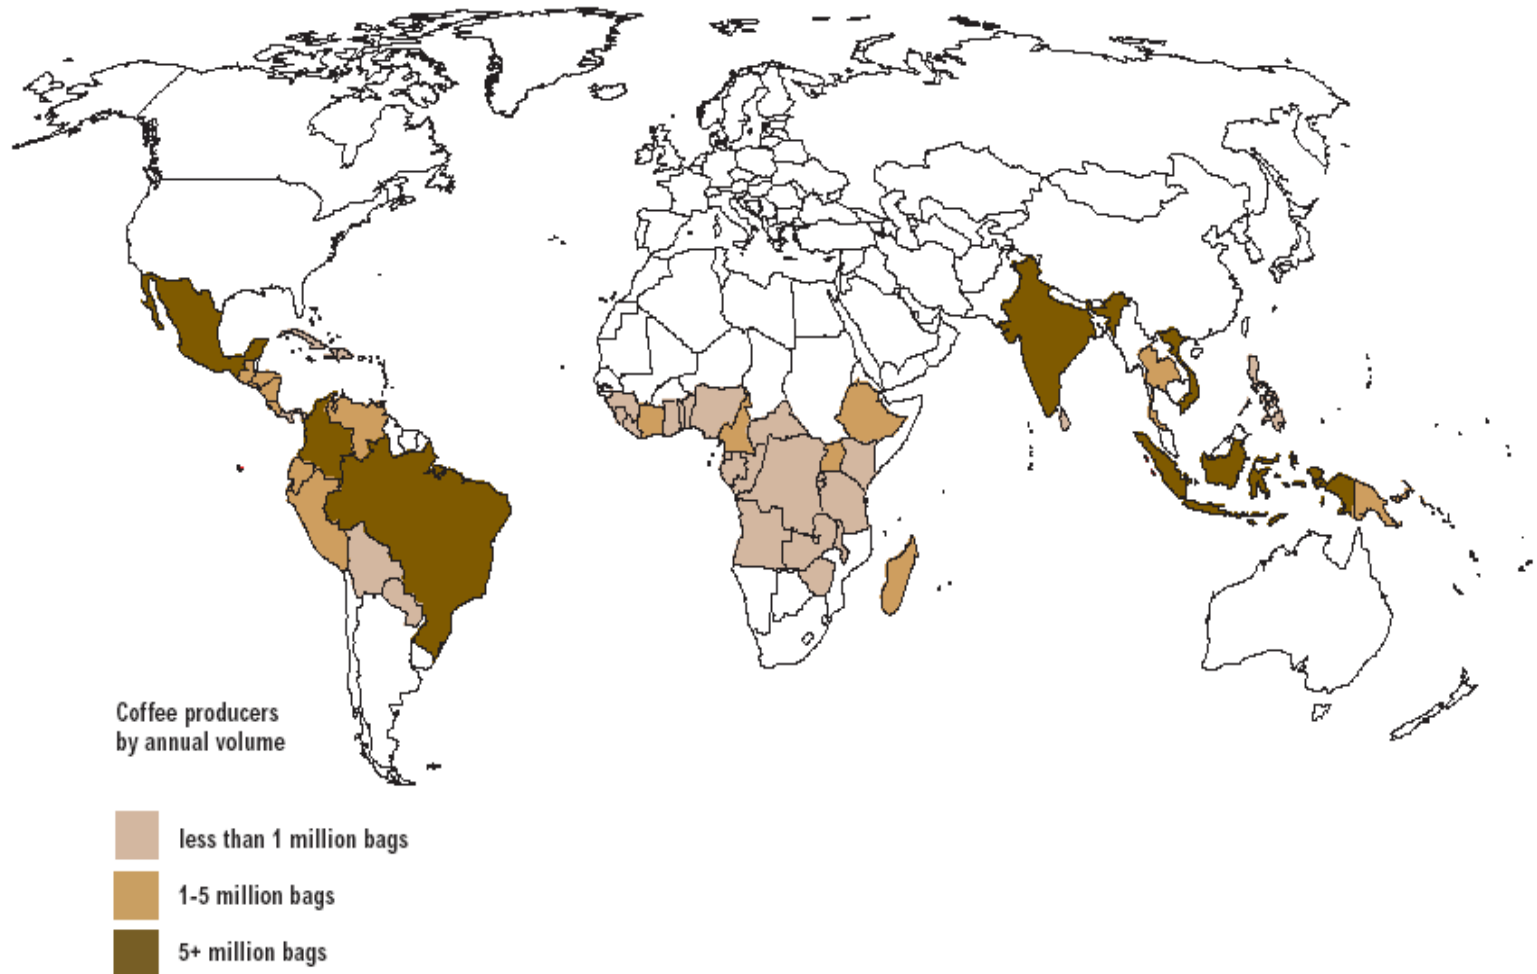 Coffee producers
by annual volume
less than 1 million bags
1-5 million bags
5+ million bags